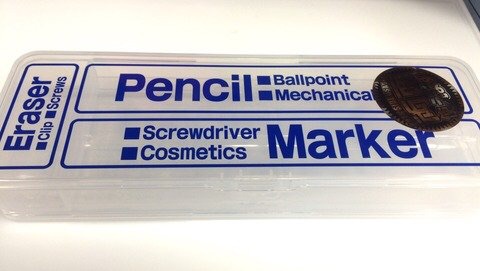 Eraser
Clip Screws
Pencil Ballpoint
Mechanical
Screwdriver
Cosmetics
Marker